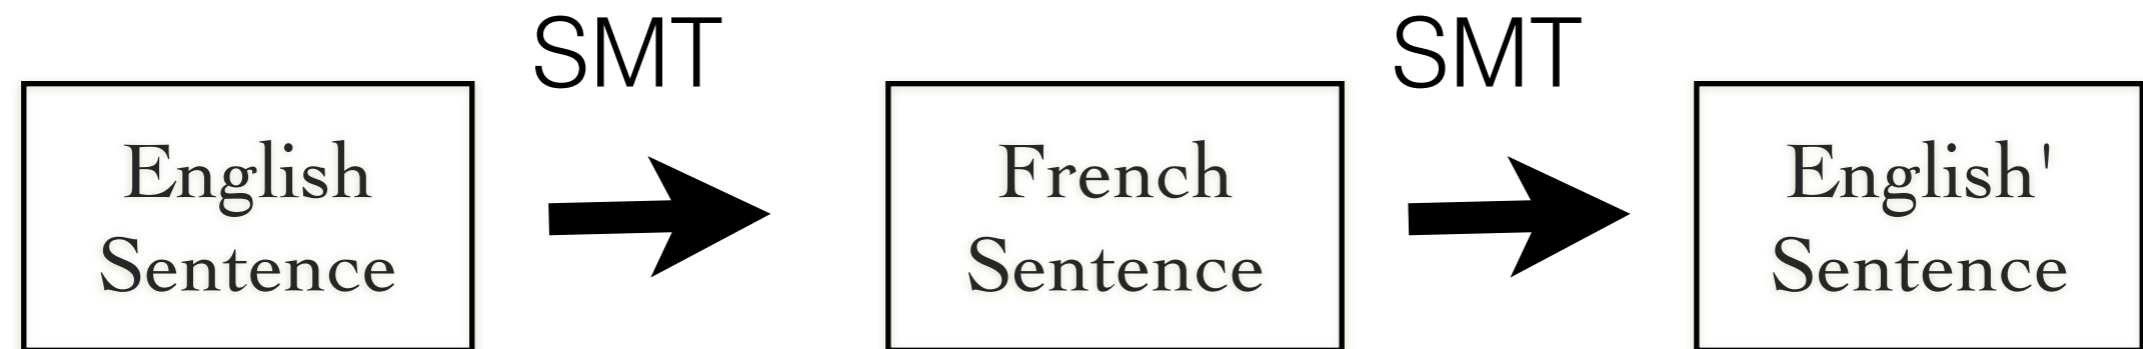 SMT
SMT
English
Sentence
French
Sentence
English'
Sentence